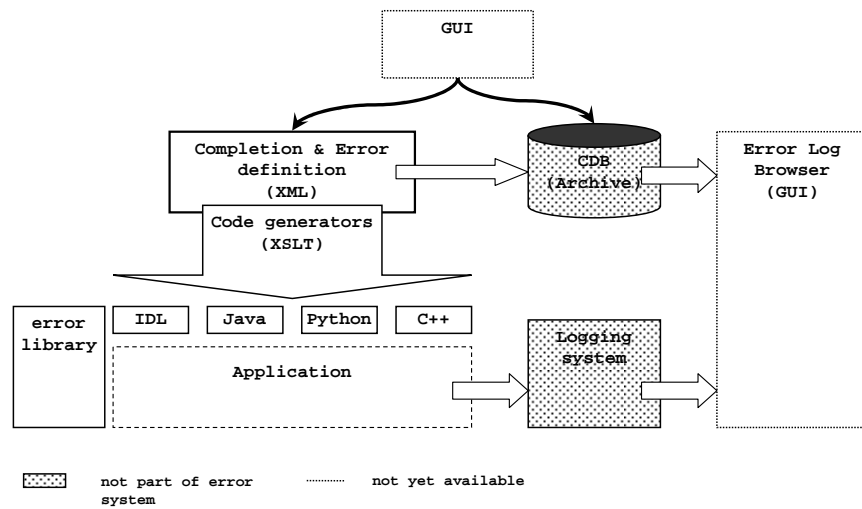 GUI
Completion & Error
definition
(XML)
CDB
(Archive)
Error Log
Browser
(GUI)
Code generators
(XSLT)
error
library
IDL
Java
Python
C++
Application
Logging
system
not part of error
system
not yet available